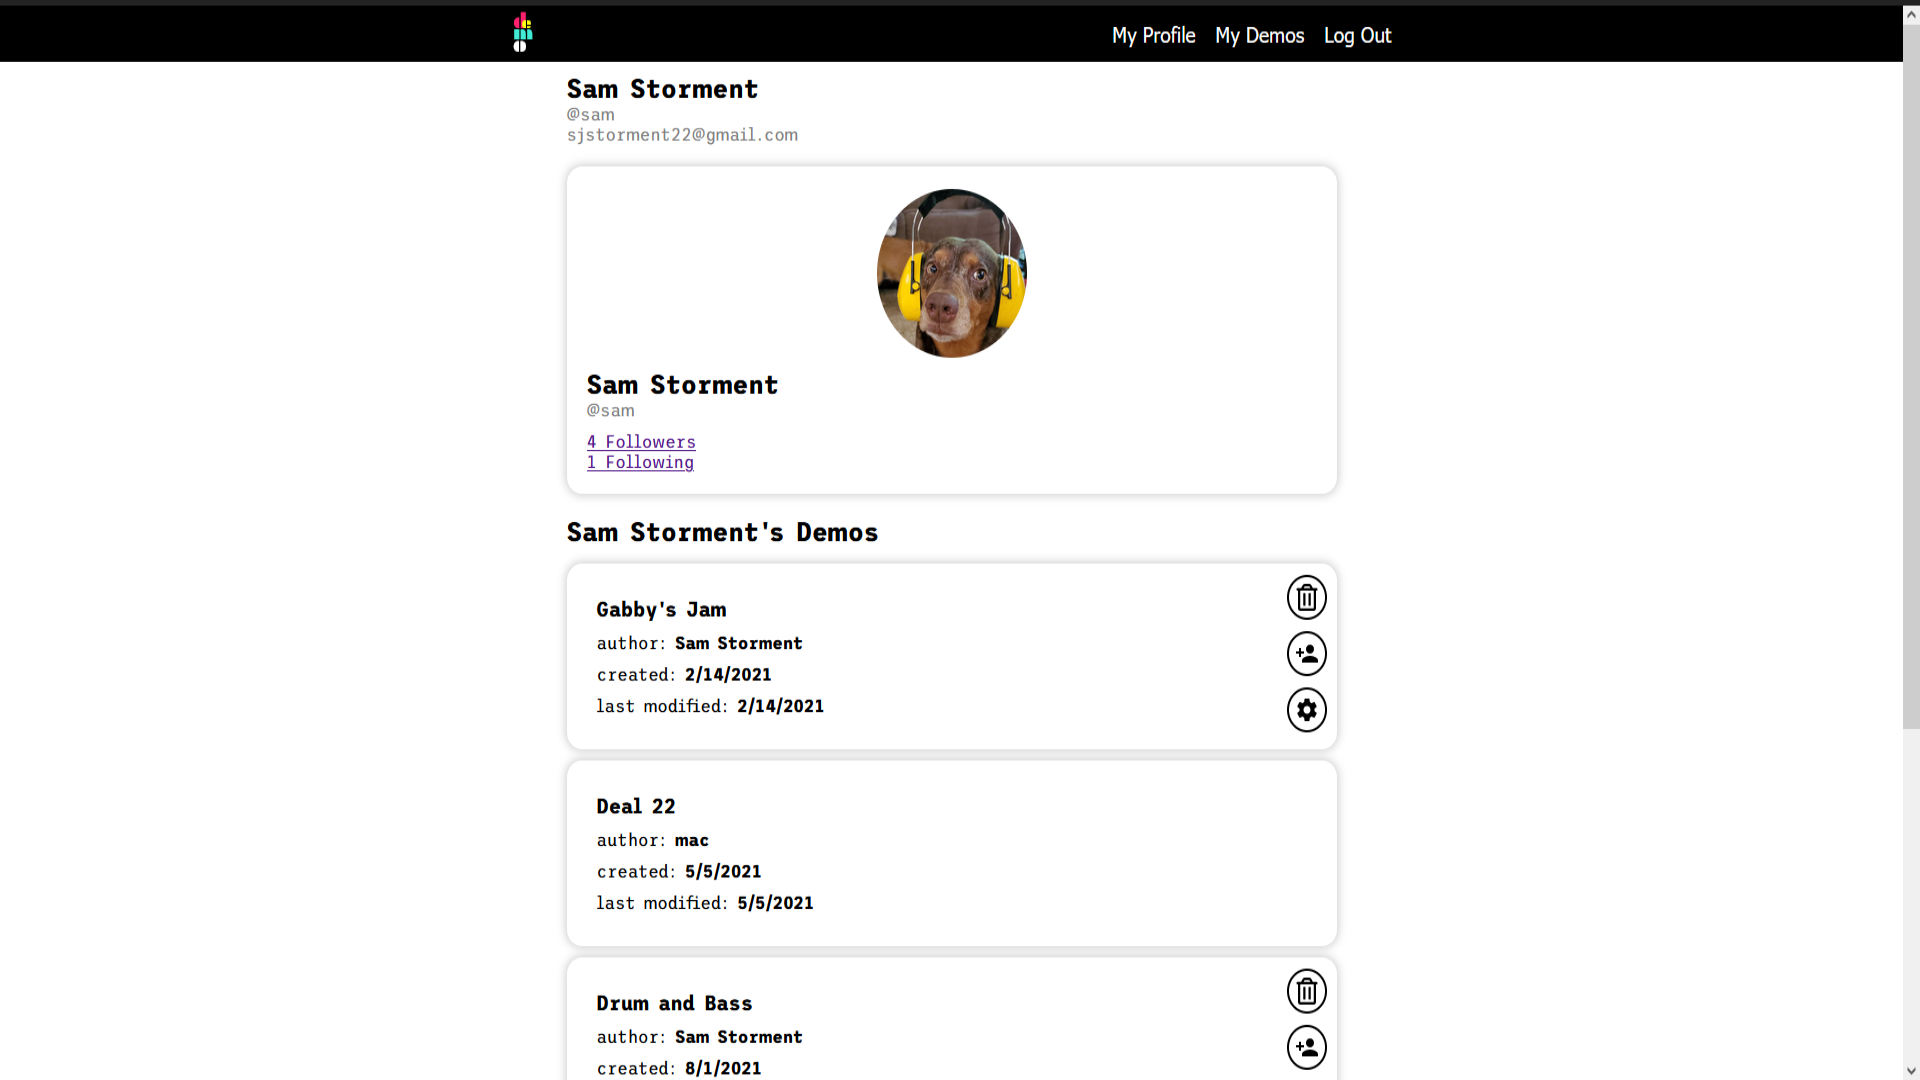 demo
My Profile My Demos Log Out
Sam Storment
@sam
sjstorment22@gmail.com
Sam Storment
@sam
4 Followers
1 Following
Sam Storment's Demos
Gabby's Jam
author: Sam Storment
created: 2/14/2021
last modified: 2/14/2021
Deal 22
author: mac
created: 5/5/2021
last modified: 5/5/2021
Drum and Bass
author: Sam Storment
created: 8/1/2021